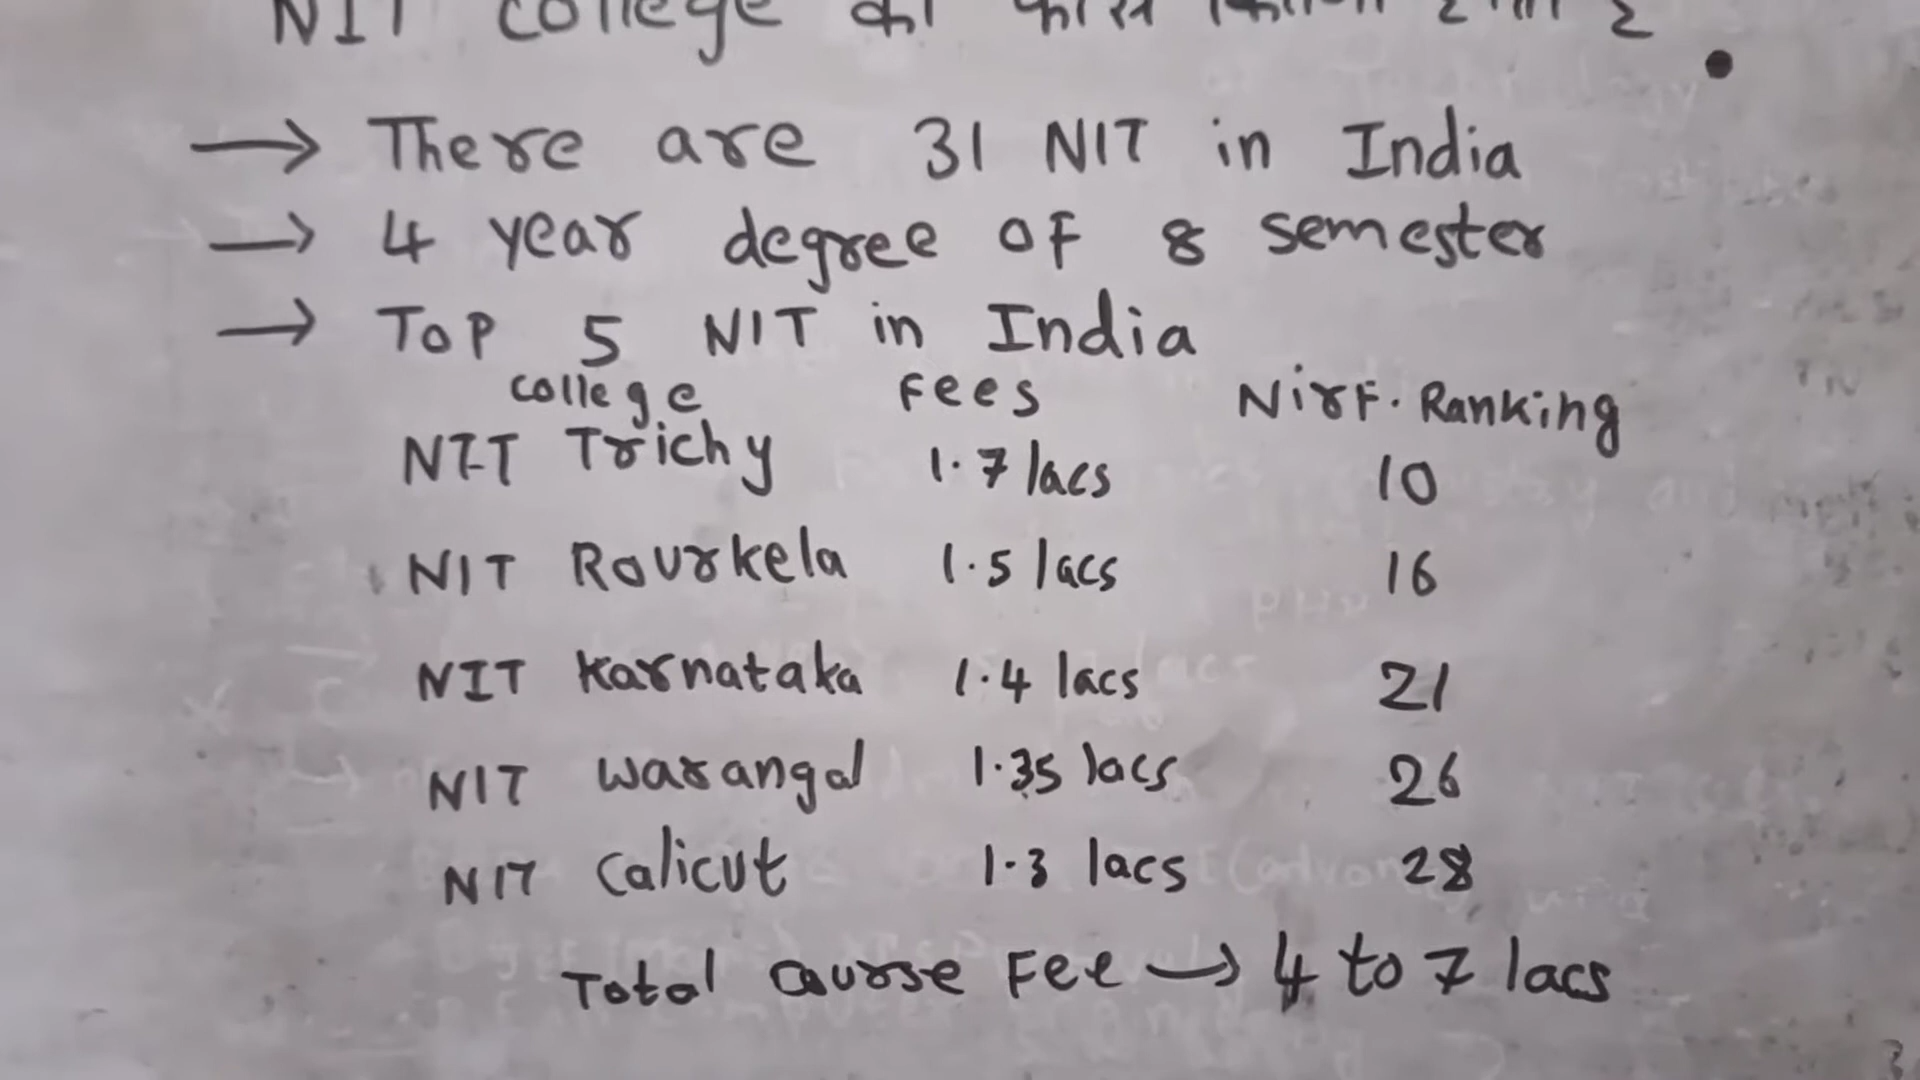 NIT college का
→ There are 31 NIT in India
→ 4 year degree of 8 semester
→ Top 5 NIT in India
college Fees Nirf. Ranking
NIT Trichy 1.7 lacs 10
NIT Rourkela 1.5 lacs 16
NIT Karnataka 1.4 lacs 21
NIT warangal 1.35 lacs 26
NIT Calicut 1.3 lacs 28
Total course Fee → 4 to 7 lacs